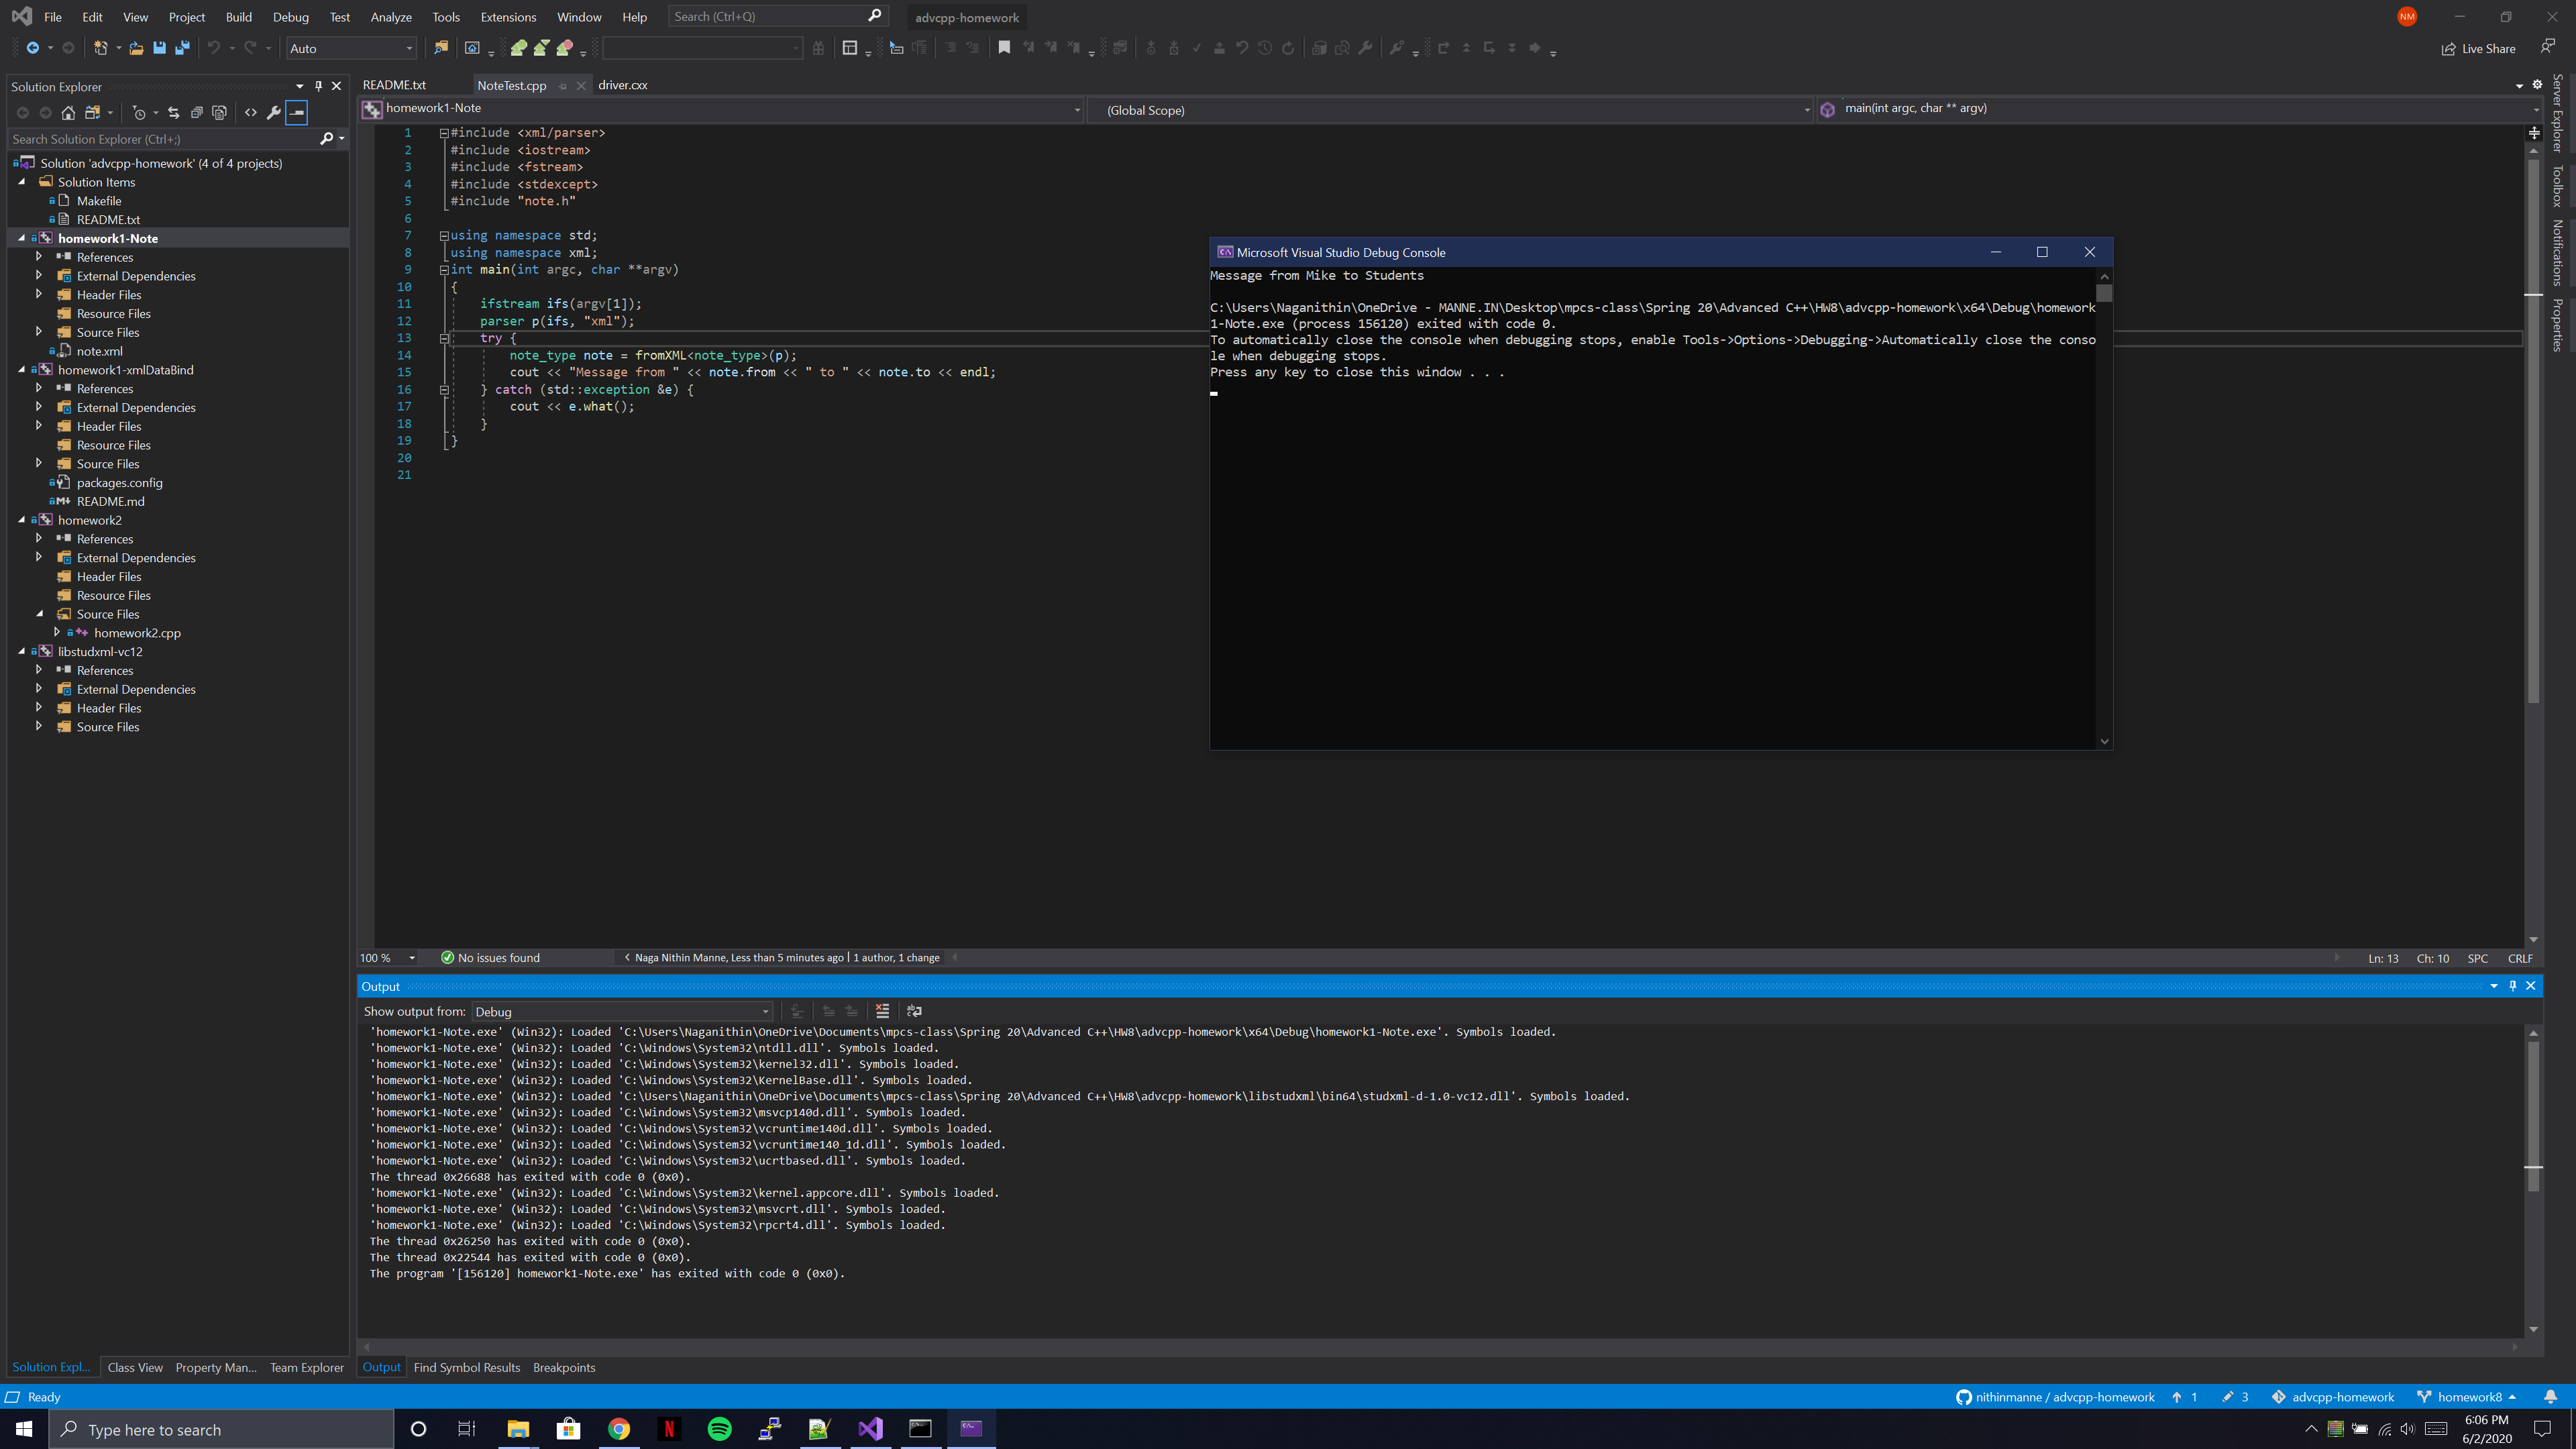 File Edit View Project Build Debug Test Analyze Tools Extensions Window Help Search (Ctrl+Q) advcpp-homework NM
Auto Live Share
Solution Explorer
Search Solution Explorer (Ctrl+;)
Solution 'advcpp-homework' (4 of 4 projects)
Solution Items
Makefile
README.txt
homework1-Note
References
External Dependencies
Header Files
Resource Files
Source Files
note.xml
homework1-xmlDataBind
References
External Dependencies
Header Files
Resource Files
Source Files
packages.config
README.md
homework2
References
External Dependencies
Header Files
Resource Files
Source Files
homework2.cpp
libstudxml-vc12
References
External Dependencies
Header Files
Source Files
Solution Expl... Class View Property Man... Team Explorer
README.txt NoteTest.cpp driver.cxx
homework1-Note (Global Scope) main(int argc, char ** argv)
1 #include <xml/parser>
2 #include <iostream>
3 #include <fstream>
4 #include <stdexcept>
5 #include "note.h"
6
7 using namespace std;
8 using namespace xml;
9 int main(int argc, char **argv)
10 {
11 ifstream ifs(argv[1]);
12 parser p(ifs, "xml");
13 try {
14 note_type note = fromXML<note_type>(p);
15 cout << "Message from " << note.from << " to " << note.to << endl;
16 } catch (std::exception &e) {
17 cout << e.what();
18 }
19 }
20
21
Microsoft Visual Studio Debug Console
Message from Mike to Students
C:\Users\Naganithin\OneDrive - MANNE.IN\Desktop\mpcs-class\Spring 20\Advanced C++\HW8\advcpp-homework\x64\Debug\homework
1-Note.exe (process 156120) exited with code 0.
To automatically close the console when debugging stops, enable Tools->Options->Debugging->Automatically close the conso
le when debugging stops.
Press any key to close this window . . .
100 % No issues found Naga Nithin Manne, Less than 5 minutes ago | 1 author, 1 change Ln: 13 Ch: 10 SPC CRLF
Output
Show output from: Debug
'homework1-Note.exe' (Win32): Loaded 'C:\Users\Naganithin\OneDrive\Documents\mpcs-class\Spring 20\Advanced C++\HW8\advcpp-homework\x64\Debug\homework1-Note.exe'. Symbols loaded.
'homework1-Note.exe' (Win32): Loaded 'C:\Windows\System32\ntdll.dll'. Symbols loaded.
'homework1-Note.exe' (Win32): Loaded 'C:\Windows\System32\kernel32.dll'. Symbols loaded.
'homework1-Note.exe' (Win32): Loaded 'C:\Windows\System32\KernelBase.dll'. Symbols loaded.
'homework1-Note.exe' (Win32): Loaded 'C:\Users\Naganithin\OneDrive\Documents\mpcs-class\Spring 20\Advanced C++\HW8\advcpp-homework\libstudxml\bin64\studxml-d-1.0-vc12.dll'. Symbols loaded.
'homework1-Note.exe' (Win32): Loaded 'C:\Windows\System32\msvcp140d.dll'. Symbols loaded.
'homework1-Note.exe' (Win32): Loaded 'C:\Windows\System32\vcruntime140d.dll'. Symbols loaded.
'homework1-Note.exe' (Win32): Loaded 'C:\Windows\System32\vcruntime140_1d.dll'. Symbols loaded.
'homework1-Note.exe' (Win32): Loaded 'C:\Windows\System32\ucrtbased.dll'. Symbols loaded.
The thread 0x26688 has exited with code 0 (0x0).
'homework1-Note.exe' (Win32): Loaded 'C:\Windows\System32\kernel.appcore.dll'. Symbols loaded.
'homework1-Note.exe' (Win32): Loaded 'C:\Windows\System32\msvcrt.dll'. Symbols loaded.
'homework1-Note.exe' (Win32): Loaded 'C:\Windows\System32\rpcrt4.dll'. Symbols loaded.
The thread 0x26250 has exited with code 0 (0x0).
The thread 0x22544 has exited with code 0 (0x0).
The program '[156120] homework1-Note.exe' has exited with code 0 (0x0).
Output Find Symbol Results Breakpoints
Server Explorer
Toolbox
Notifications
Properties
Ready nithinmanne / advcpp-homework 1 3 advcpp-homework homework8
Type here to search
6:06 PM
6/2/2020